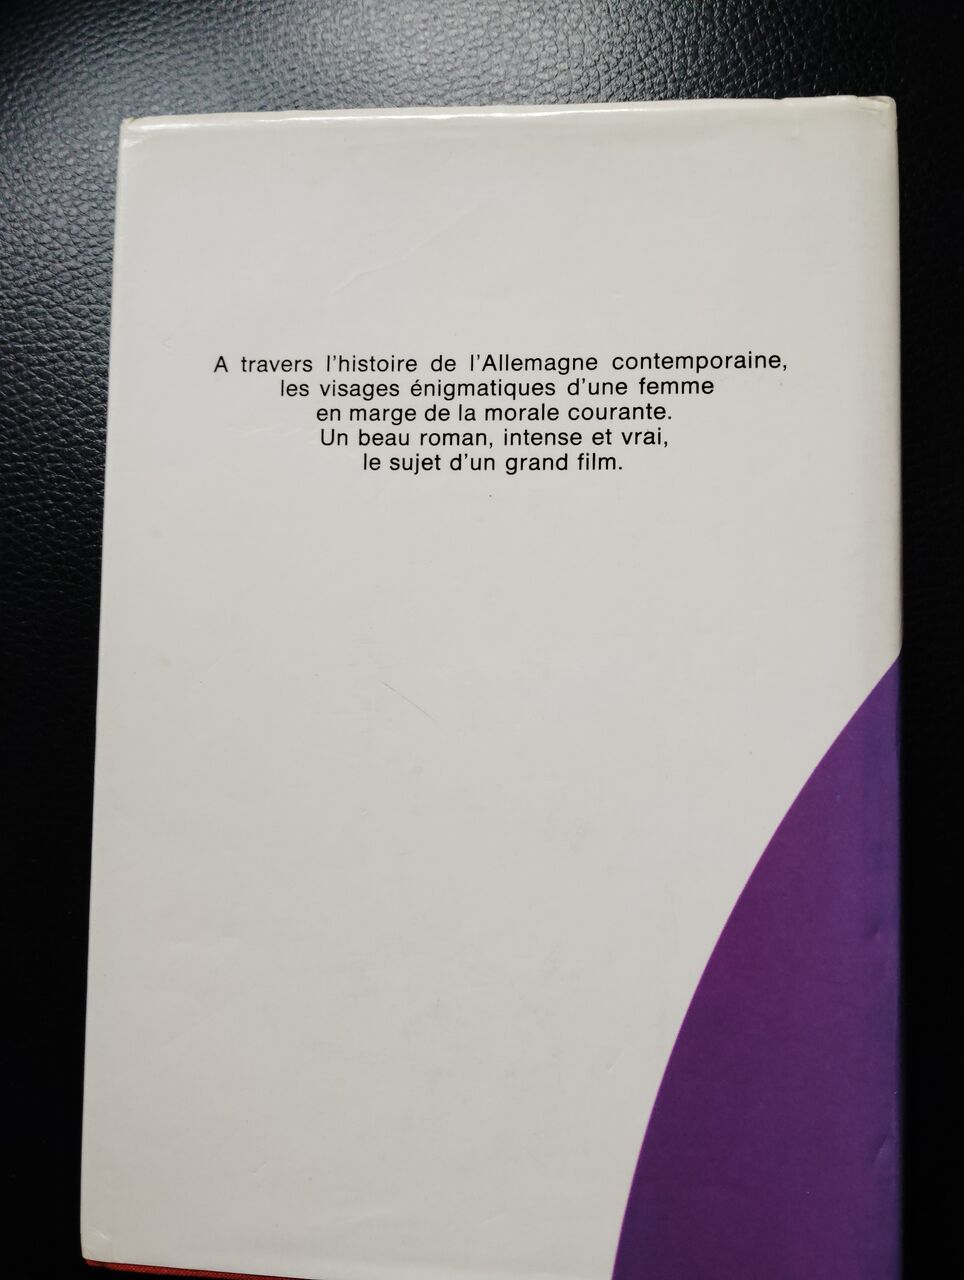 A travers l'histoire de l'Allemagne contemporaine,
les visages énigmatiques d'une femme
en marge de la morale courante.
Un beau roman, intense et vrai,
le sujet d'un grand film.